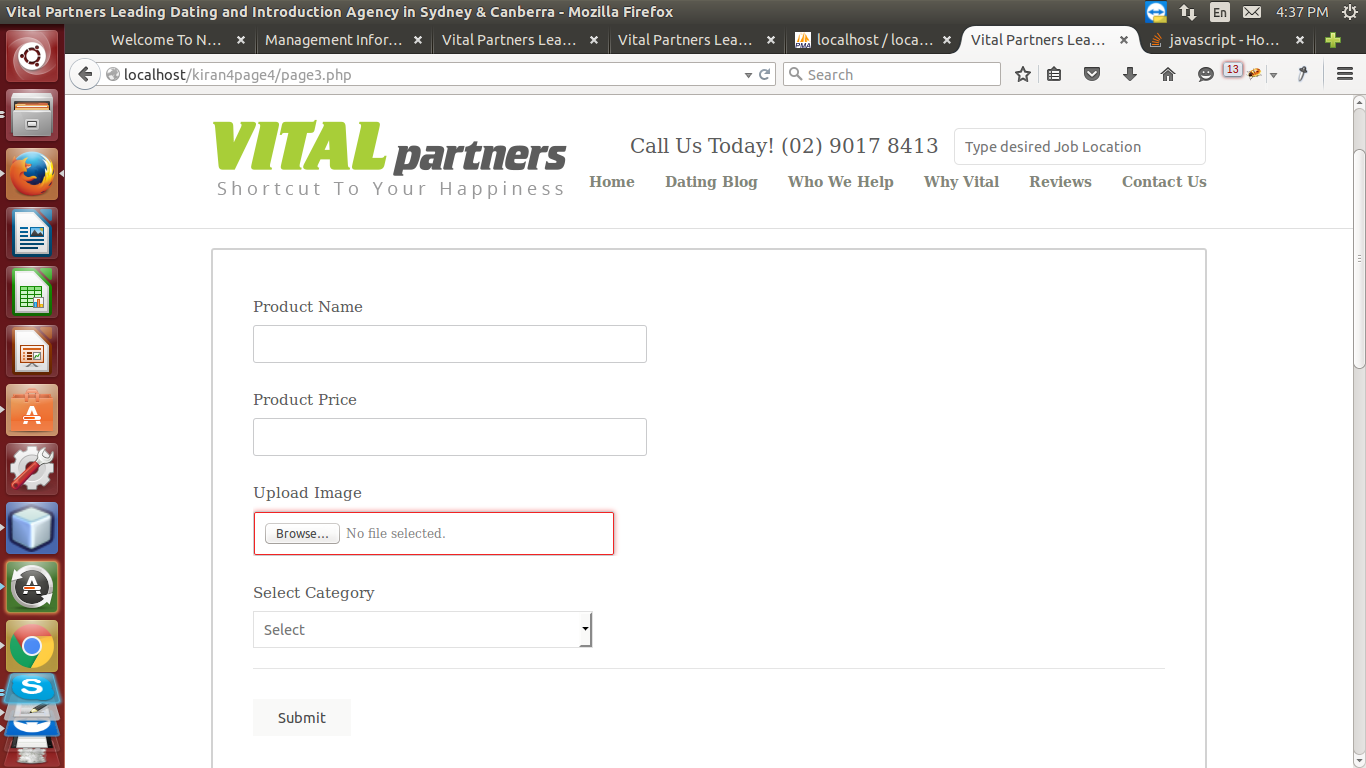 Vital Partners Leading Dating and Introduction Agency in Sydney & Canberra - Mozilla Firefox
En
4:37 PM
Welcome To N...
Management Infor...
Vital Partners Lea...
Vital Partners Lea...
localhost / loca...
Vital Partners Lea...
javascript - Ho...
localhost/kiran4page4/page3.php
Search
13
VITAL partners
Shortcut To Your Happiness
Call Us Today! (02) 9017 8413
Type desired Job Location
Home
Dating Blog
Who We Help
Why Vital
Reviews
Contact Us
Product Name
Product Price
Upload Image
Browse...
No file selected.
Select Category
Select
Submit